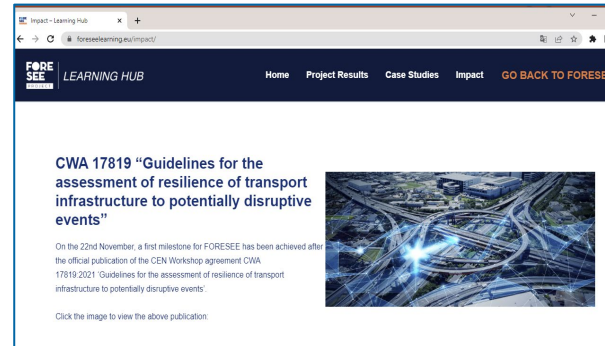 Impact – Learning Hub
foreseelearning.eu/impact/
FORE
SEE
PROJECT
LEARNING HUB
Home
Project Results
Case Studies
Impact
GO BACK TO FORESE
CWA 17819 “Guidelines for the
assessment of resilience of transport
infrastructure to potentially disruptive
events”
On the 22nd November, a first milestone for FORESEE has been achieved after
the official publication of the CEN Workshop agreement CWA
17819:2021 ‘Guidelines for the assessment of resilience of transport
infrastructure to potentially disruptive events’.
Click the image to view the above publication: